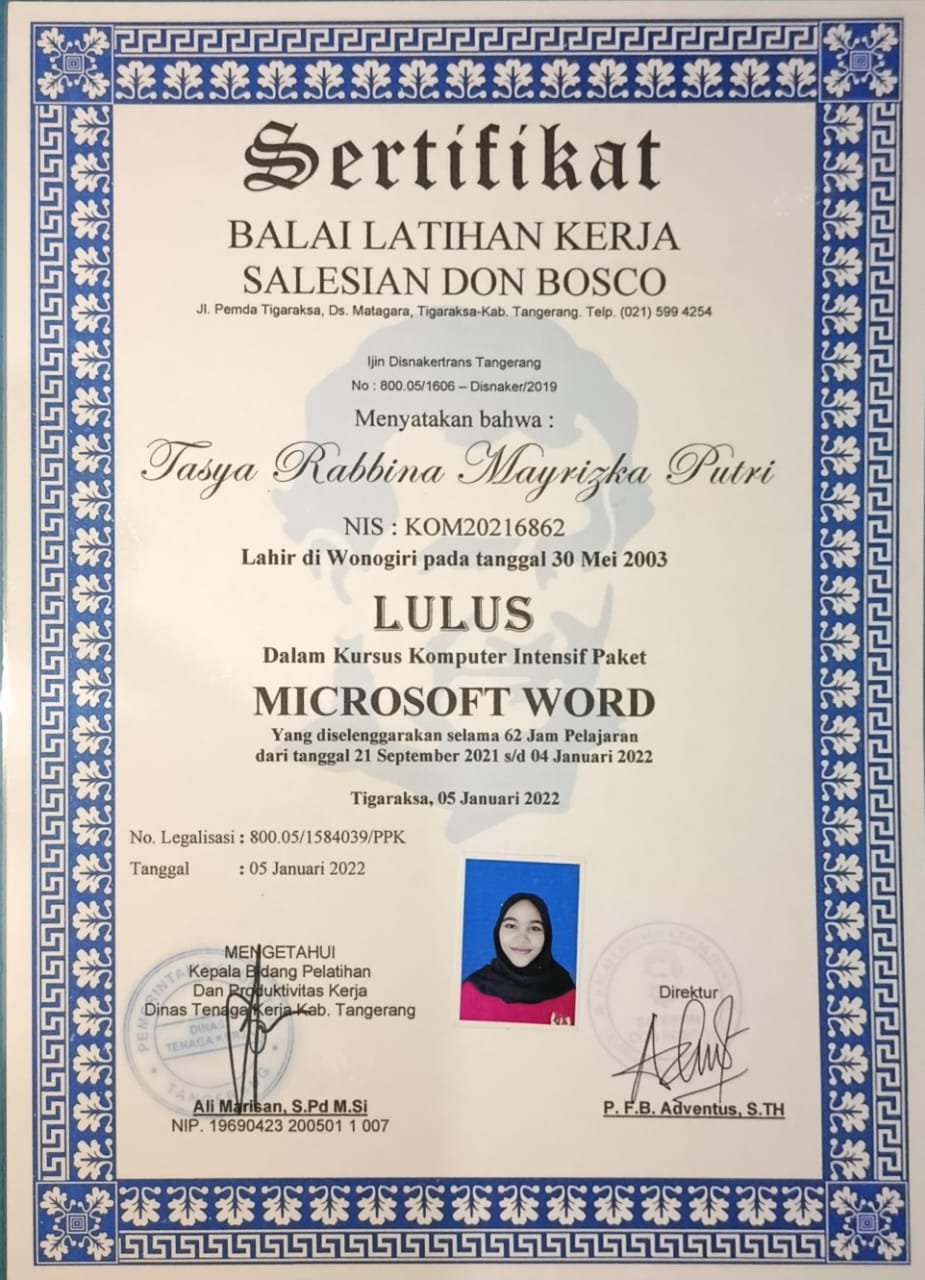 Sertifikat
BALAI LATIHAN KERJA
SALESIAN DON BOSCO
Jl. Pemda Tigaraksa, Ds. Matagara, Tigaraksa-Kab. Tangerang. Telp. (021) 599 4254
Ijin Disnakertrans Tangerang
No : 800.05/1606 – Disnaker/2019
Menyatakan bahwa :
Tasya Rabbina Mayrizka Putri
NIS : KOM20216862
Lahir di Wonogiri pada tanggal 30 Mei 2003
LULUS
Dalam Kursus Komputer Intensif Paket
MICROSOFT WORD
Yang diselenggarakan selama 62 Jam Pelajaran
dari tanggal 21 September 2021 s/d 04 Januari 2022
Tigaraksa, 05 Januari 2022
No. Legalisasi : 800.05/1584039/PPK
Tanggal : 05 Januari 2022
MENGETAHUI
Kepala Bidang Pelatihan
Dan Produktivitas Kerja
Dinas Tenaga Kerja Kab. Tangerang
DINAS
TENAGA KERJA
TANGERANG
Ali Marisan, S.Pd M.Si
NIP. 19690423 200501 1 007
Direktur
P. F.B. Adventus, S.TH